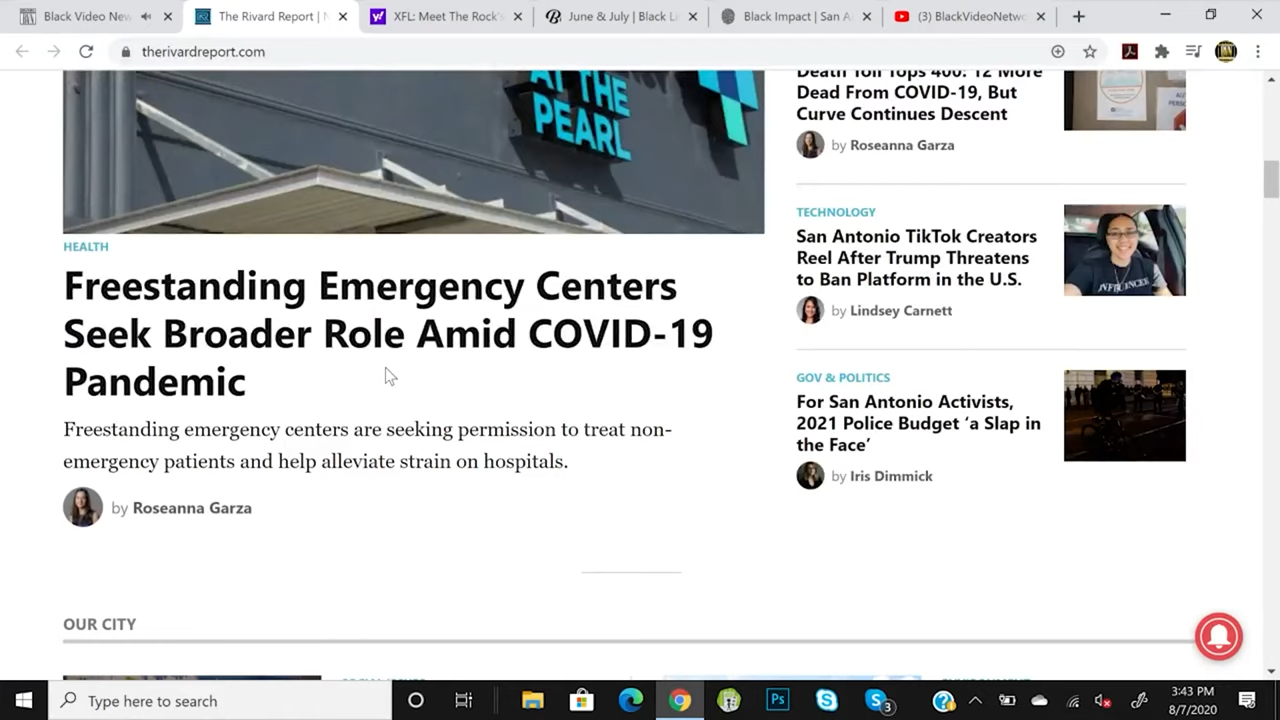 Black Video New
The Rivard Report | N
XFL: Meet The Rock's
June & July | Black Li
Black Impact | San A
(3) BlackVideoNetwo
therivardreport.com
AT THE
PEARL
HEALTH
Freestanding Emergency Centers
Seek Broader Role Amid COVID-19
Pandemic
Freestanding emergency centers are seeking permission to treat non-
emergency patients and help alleviate strain on hospitals.
by Roseanna Garza
Death Toll Tops 400: 12 More
Dead From COVID-19, But
Curve Continues Descent
by Roseanna Garza
TECHNOLOGY
San Antonio TikTok Creators
Reel After Trump Threatens
to Ban Platform in the U.S.
by Lindsey Carnett
GOV & POLITICS
For San Antonio Activists,
2021 Police Budget ‘a Slap in
the Face’
by Iris Dimmick
OUR CITY
Type here to search
Ps
3
3:43 PM
8/7/2020